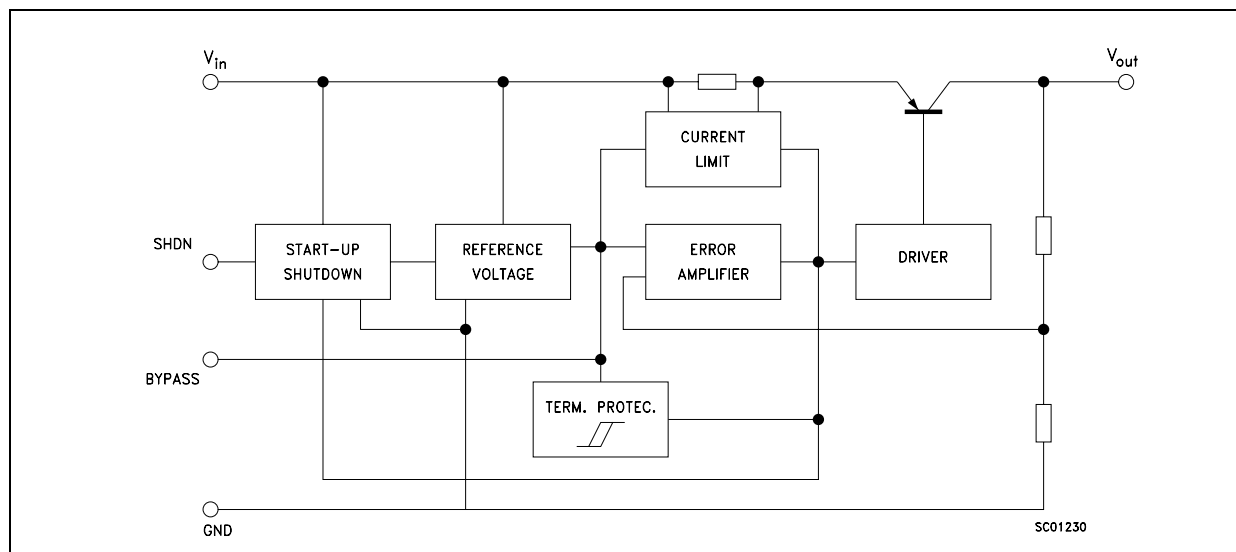 Vin
Vout
CURRENT
LIMIT
SHDN
START-UP
SHUTDOWN
REFERENCE
VOLTAGE
ERROR
AMPLIFIER
DRIVER
BYPASS
TERM. PROTEC.
GND
SC01230